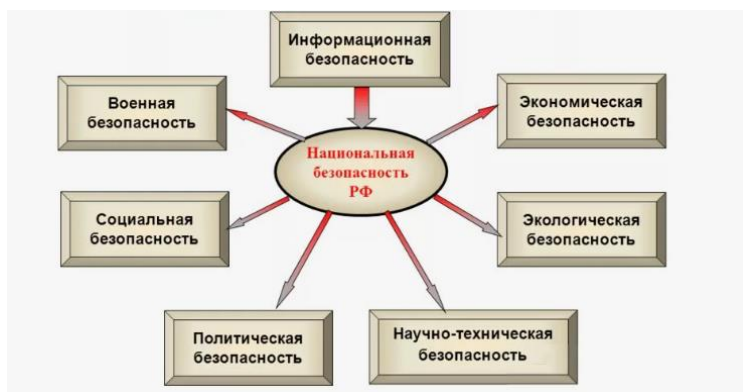 Информационная
безопасность
Военная
безопасность
Экономическая
безопасность
Национальная
безопасность
РФ
Социальная
безопасность
Экологическая
безопасность
Политическая
безопасность
Научно-техническая
безопасность